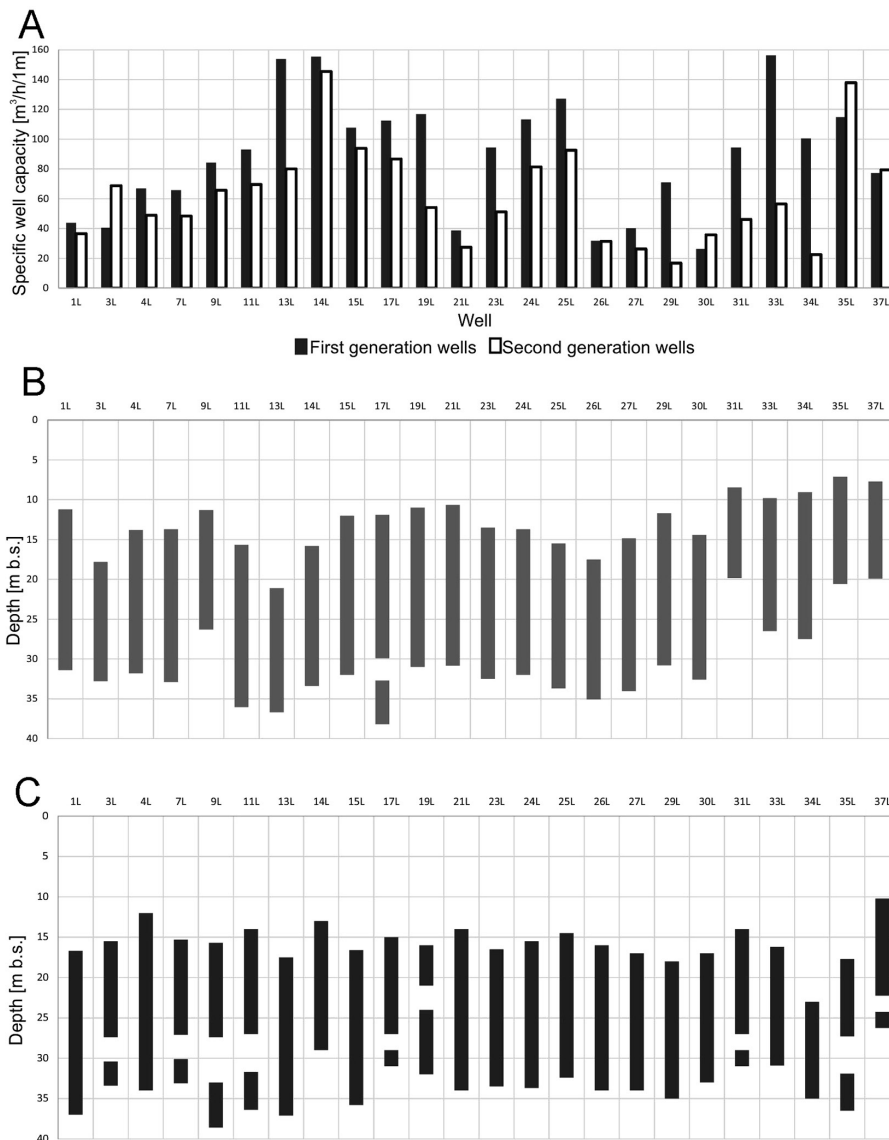 A
Specific well capacity [m³/h/1m]
160
140
120
100
80
60
40
20
0
1L 3L 4L 7L 9L 11L 13L 14L 15L 17L 19L 21L 23L 24L 25L 26L 27L 29L 30L 31L 33L 34L 35L 37L
Well
First generation wells Second generation wells
B
1L 3L 4L 7L 9L 11L 13L 14L 15L 17L 19L 21L 23L 24L 25L 26L 27L 29L 30L 31L 33L 34L 35L 37L
Depth [m b.s.]
0
5
10
15
20
25
30
35
40
C
1L 3L 4L 7L 9L 11L 13L 14L 15L 17L 19L 21L 23L 24L 25L 26L 27L 29L 30L 31L 33L 34L 35L 37L
Depth [m b.s.]
0
5
10
15
20
25
30
35
40